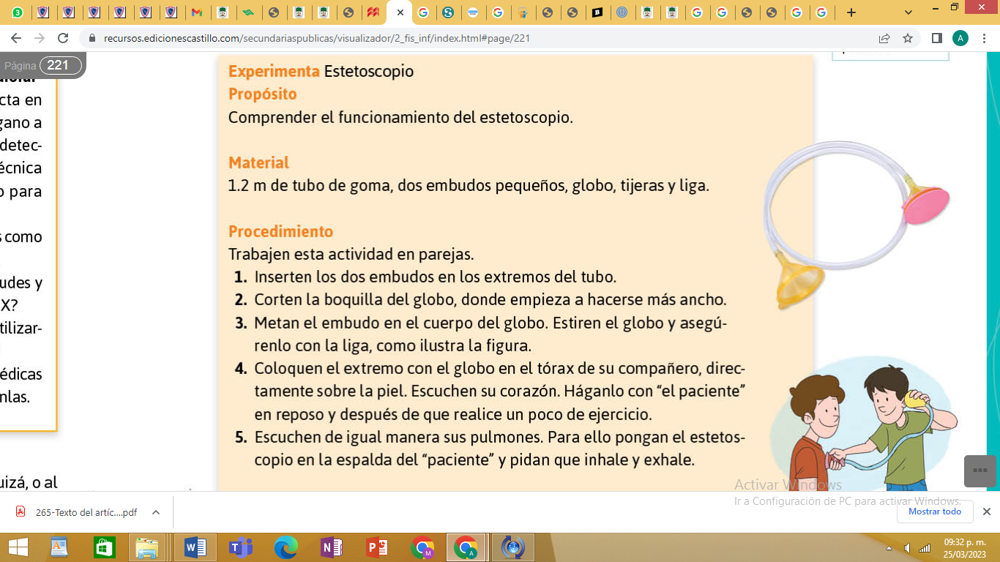 3
recursos.edicionescastillo.com/secundariaspublicas/visualizador/2_fis_inf/index.html#page/221
A
Página 221
cta en
gano a
detec-
écnica
o para
s como
udes y
X?
tilizar-
édicas
nlas.
uizá, o al
Experimenta Estetoscopio
Propósito
Comprender el funcionamiento del estetoscopio.
Material
1.2 m de tubo de goma, dos embudos pequeños, globo, tijeras y liga.
Procedimiento
Trabajen esta actividad en parejas.
1. Inserten los dos embudos en los extremos del tubo.
2. Corten la boquilla del globo, donde empieza a hacerse más ancho.
3. Metan el embudo en el cuerpo del globo. Estiren el globo y asegú-
renlo con la liga, como ilustra la figura.
4. Coloquen el extremo con el globo en el tórax de su compañero, direc-
tamente sobre la piel. Escuchen su corazón. Háganlo con “el paciente”
en reposo y después de que realice un poco de ejercicio.
5. Escuchen de igual manera sus pulmones. Para ello pongan el estetos-
copio en la espalda del “paciente” y pidan que inhale y exhale.
Activar Windows
Ir a Configuración de PC para activar Windows.
265-Texto del artíc....pdf
Mostrar todo
09:32 p. m.
25/03/2023